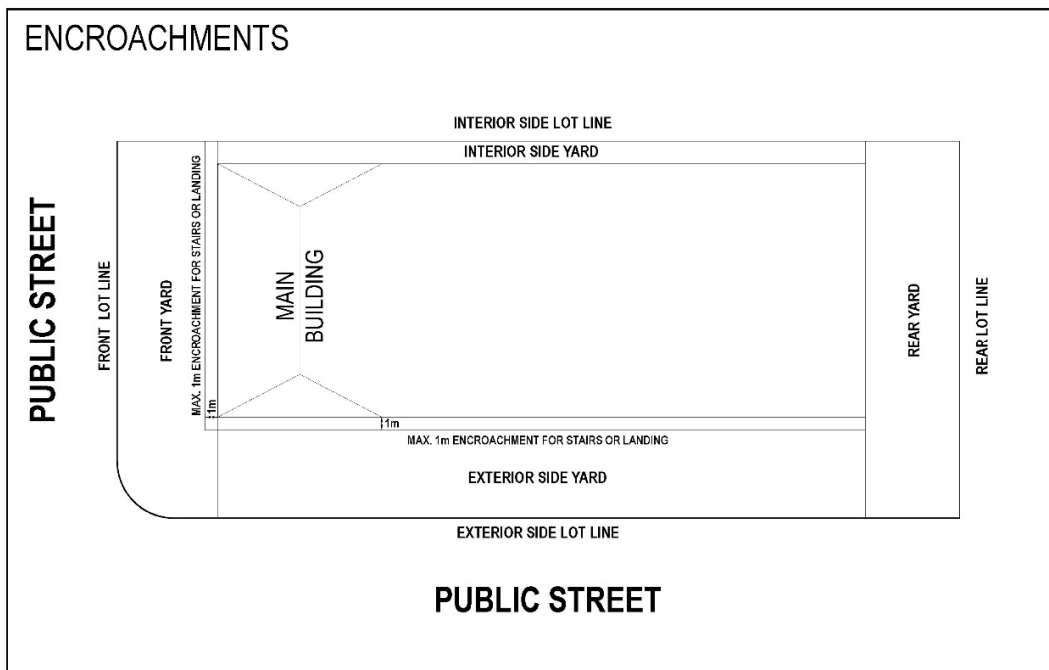 ENCROACHMENTS
INTERIOR SIDE LOT LINE
INTERIOR SIDE YARD
PUBLIC STREET
FRONT LOT LINE
FRONT YARD
MAX. 1m ENCROACHMENT FOR STAIRS OR LANDING
1m
MAIN
BUILDING
REAR YARD
REAR LOT LINE
1m
MAX. 1m ENCROACHMENT FOR STAIRS OR LANDING
EXTERIOR SIDE YARD
EXTERIOR SIDE LOT LINE
PUBLIC STREET